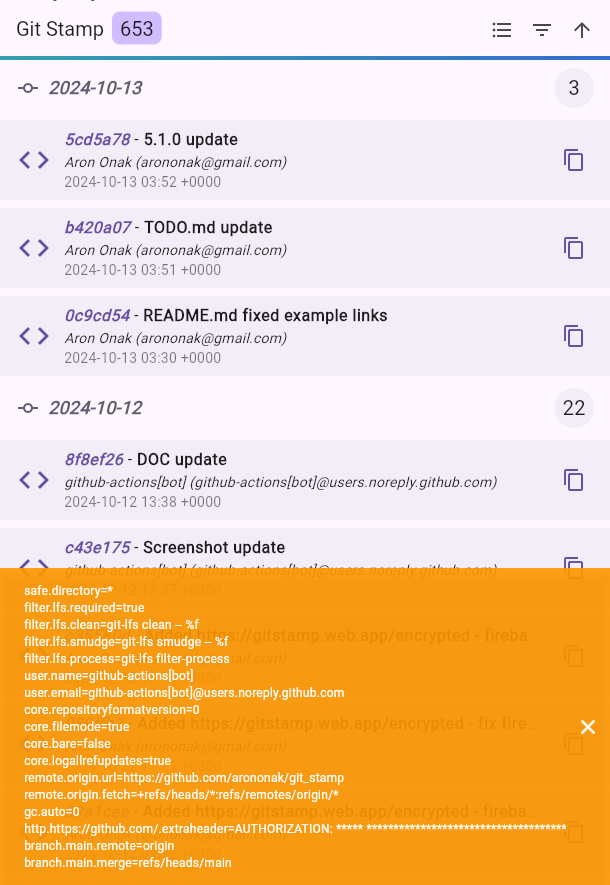 Git Stamp 653
2024-10-13 3
5cd5a78 - 5.1.0 update
Aron Onak (arononak@gmail.com)
2024-10-13 03:52 +0000
b420a07 - TODO.md update
Aron Onak (arononak@gmail.com)
2024-10-13 03:51 +0000
0c9cd54 - README.md fixed example links
Aron Onak (arononak@gmail.com)
2024-10-13 03:30 +0000
2024-10-12 22
8f8ef26 - DOC update
github-actions[bot] (github-actions[bot]@users.noreply.github.com)
2024-10-12 13:38 +0000
c43e175 - Screenshot update
github-actions[bot] (github-actions[bot]@users.noreply.github.com)
safe.directory=*
filter.lfs.required=true
filter.lfs.clean=git-lfs clean -- %f
filter.lfs.smudge=git-lfs smudge -- %f
filter.lfs.process=git-lfs filter-process
user.name=github-actions[bot]
user.email=github-actions[bot]@users.noreply.github.com
core.repositoryformatversion=0
core.filemode=true
core.bare=false
core.logallrefupdates=true
remote.origin.url=https://github.com/arononak/git_stamp
remote.origin.fetch=+refs/heads/*:refs/remotes/origin/*
gc.auto=0
http.https://github.com/.extraheader=AUTHORIZATION: ***** ************************************
branch.main.remote=origin
branch.main.merge=refs/heads/main
Added https://gitstamp.web.app/encrypted - fireba...
Added https://gitstamp.web.app/encrypted - fix fire...
Added https://gitstamp.web.app/encrypted - fireba...